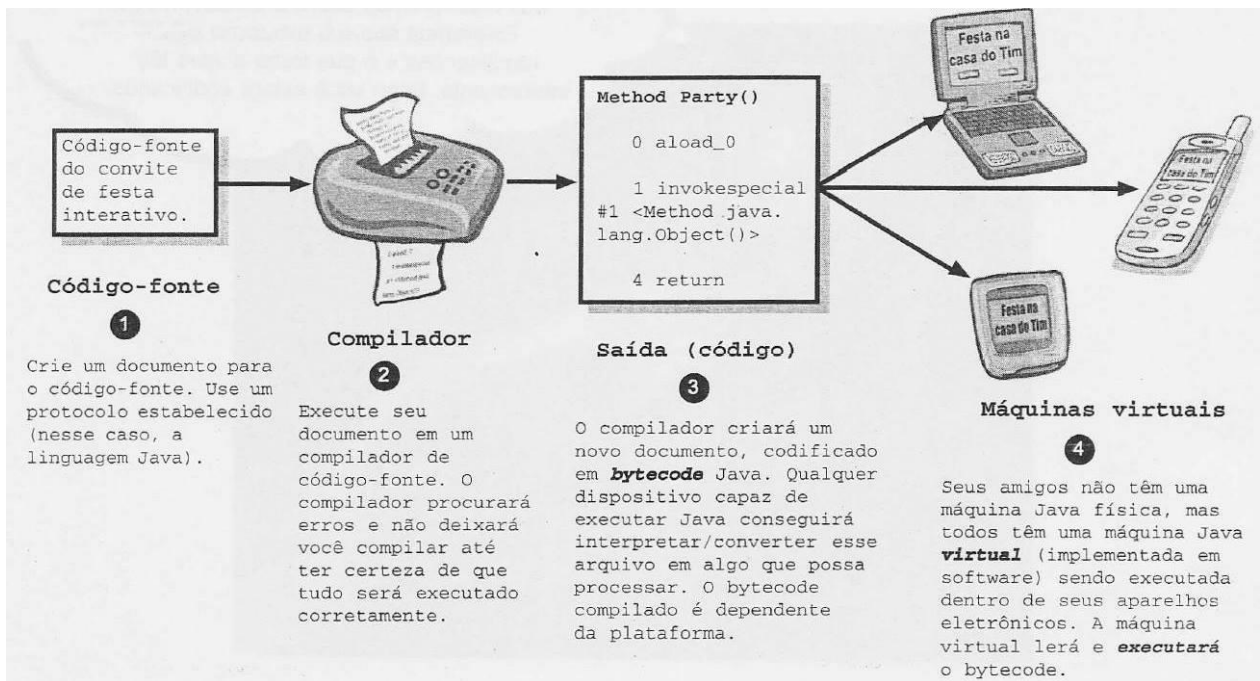 Código-fonte
do convite
de festa
interativo.
Código-fonte
1
Crie um documento para
o código-fonte. Use um
protocolo estabelecido
(nesse caso, a
linguagem Java).
Compilador
2
Execute seu
documento em um
compilador de
código-fonte. O
compilador procurará
erros e não deixará
você compilar até
ter certeza de que
tudo será executado
corretamente.
Method Party()
0 aload_0
1 invokespecial
#1 <Method java.
lang.Object()>
4 return
Saída (código)
3
O compilador criará um
novo documento, codificado
em bytecode Java. Qualquer
dispositivo capaz de
executar Java conseguirá
interpretar/converter esse
arquivo em algo que possa
processar. O bytecode
compilado é dependente
da plataforma.
Festa na
casa do Tim
Festa na
casa do Tim
Festa na
casa do Tim
Máquinas virtuais
4
Seus amigos não têm uma
máquina Java física, mas
todos têm uma máquina Java
virtual (implementada em
software) sendo executada
dentro de seus aparelhos
eletrônicos. A máquina
virtual lerá e executará
o bytecode.